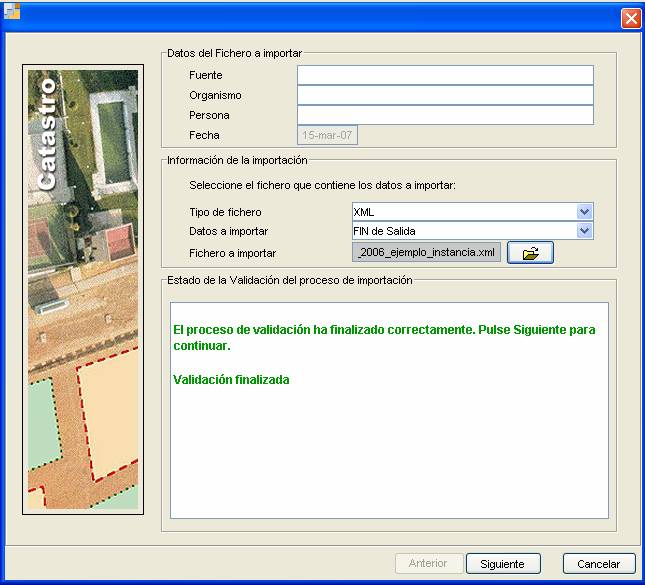 Catastro
Datos del Fichero a importar
Fuente
Organismo
Persona
Fecha 15-mar-07
Información de la importación
Seleccione el fichero que contiene los datos a importar:
Tipo de fichero XML
Datos a importar FIN de Salida
Fichero a importar _2006_ejemplo_instancia.xml
Estado de la Validación del proceso de importación
El proceso de validación ha finalizado correctamente. Pulse Siguiente para
continuar.
Validación finalizada
Anterior Siguiente Cancelar